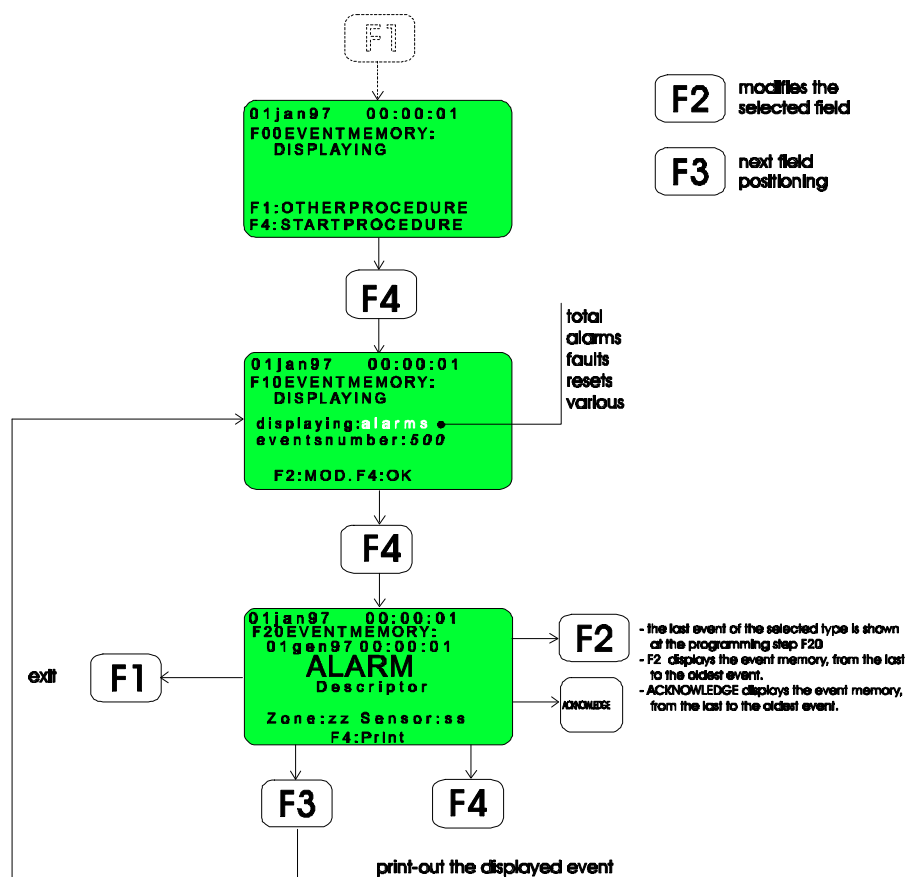 F1
01jan97 00:00:01
F00EVENTMEMORY:
DISPLAYING
F1:OTHERPROCEDURE
F4:STARTPROCEDURE
F2
modifies the
selected field
F3
next field
positioning
F4
total
alarms
faults
resets
various
01jan97 00:00:01
F10EVENTMEMORY:
DISPLAYING
displaying:alarms
eventsnumber:500
F2:MOD. F4:OK
F4
01jan97 00:00:01
F20EVENTMEMORY:
01gen97 00:00:01
ALARM
Descriptor
Zone:zz Sensor:ss
F4:Print
exit
F1
F2
ACKNOWLEDGE
- the last event of the selected type is shown
at the programming step F20
- F2 displays the event memory, from the last
to the oldest event.
- ACKNOWLEDGE displays the event memory,
from the last to the oldest event.
F3
F4
print-out the displayed event